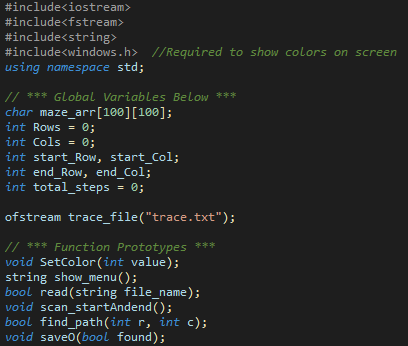 #include<iostream>
#include<fstream>
#include<string>
#include<windows.h>  //Required to show colors on screen
using namespace std;
// *** Global Variables Below ***
char maze_arr[100][100];
int Rows = 0;
int Cols = 0;
int start_Row, start_Col;
int end_Row, end_Col;
int total_steps = 0;
ofstream trace_file("trace.txt");
// *** Function Prototypes ***
void SetColor(int value);
string show_menu();
bool read(string file_name);
void scan_startAndend();
bool find_path(int r, int c);
void saveO(bool found);